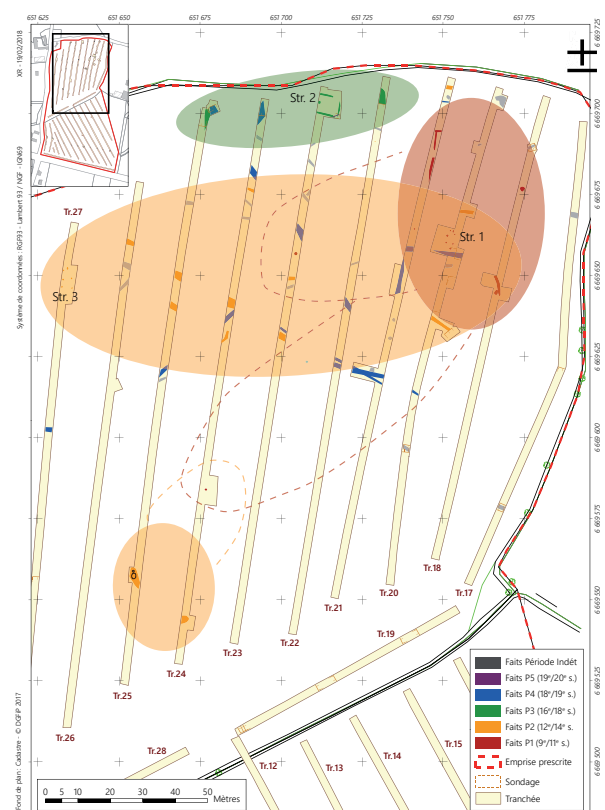 651 625
651 650
651 675
651 700
651 725
651 750
651 775
6 669 725
6 669 700
6 669 675
6 669 650
6 669 625
6 669 600
6 669 575
6 669 550
6 669 525
6 669 500
XR - 19/02/2018
Système de coordonnées : RGF93 - Lambert 93 / NGF - IGN69
Fond de plan : Cadastre - © DGFiP 2017
Str. 2
Str. 1
Str. 3
Tr.27
Tr.17
Tr.18
Tr.20
Tr.21
Tr.22
Tr.23
Tr.24
Tr.25
Tr.26
Tr.19
Tr.28
Tr.12
Tr.13
Tr.14
Tr.15
Faits Période Indét
Faits P5 (19e/20e s.)
Faits P4 (18e/19e s.)
Faits P3 (16e/18e s.)
Faits P2 (12e/14e s.
Faits P1 (9e/11e s.)
Emprise prescrite
Sondage
Tranchée
0 5 10 20 30 40 50 Mètres